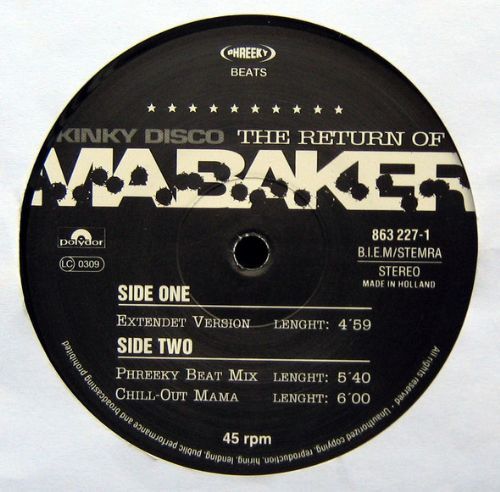 PHREEKY
BEATS
KINKY DISCO THE RETURN OF
MA BAKER
polydor
LC 0309
863 227-1
B.I.E.M/STEMRA
STEREO
MADE IN HOLLAND
SIDE ONE
EXTENDET VERSION LENGHT: 4'59
SIDE TWO
PHREEKY BEAT MIX LENGHT: 5'40
CHILL-OUT MAMA LENGHT: 6'00
45 rpm
All rights reserved - Unauthorized copying, reproduction, hiring, lending, public performance and broadcasting prohibited